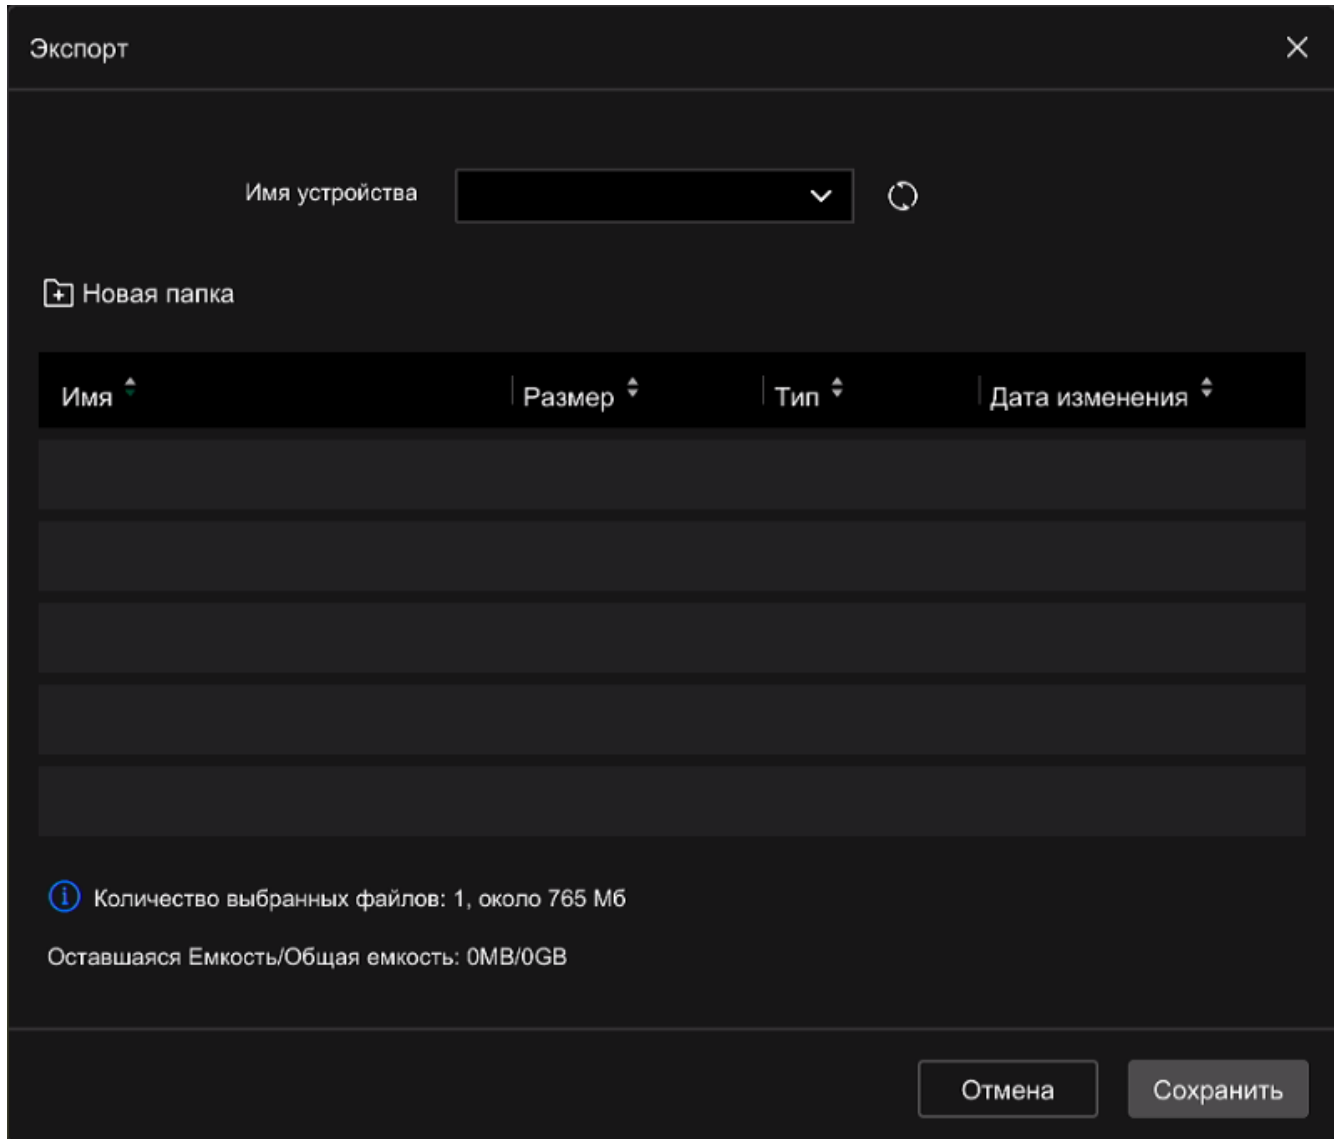 Экспорт
Имя устройства
Новая папка
Имя Размер Тип Дата изменения
Количество выбранных файлов: 1, около 765 Мб
Оставшаяся Емкость/Общая емкость: 0MB/0GB
Отмена Сохранить